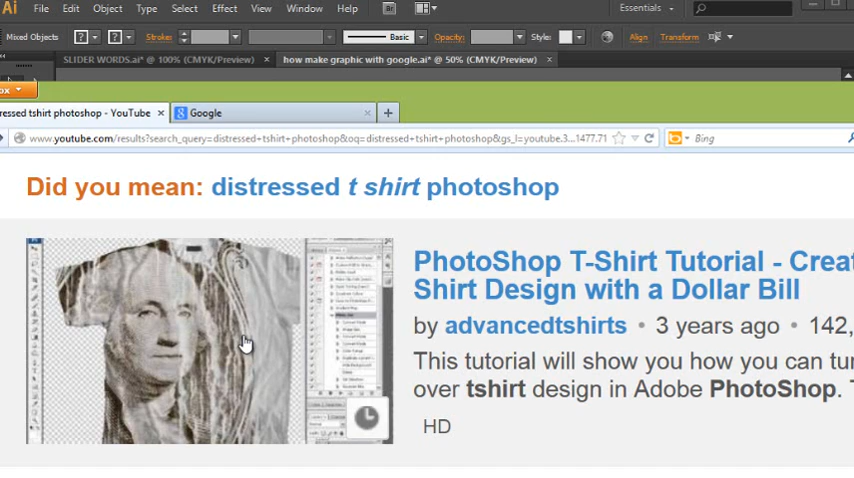 Ai File Edit Object Type Select Effect View Window Help Br Essentials
Mixed Objects ? ? Stroke: Basic Opacity: Style: Align Transform
SLIDER WORDS.ai* @ 100% (CMYK/Preview) × how make graphic with google.ai* @ 50% (CMYK/Preview) ×
ox
ressed tshirt photoshop - YouTube × Google × +
www.youtube.com/results?search_query=distressed+tshirt+photoshop&oq=distressed+tshirt+photoshop&gs_l=youtube.3...1477.71 Bing
Did you mean: distressed t shirt photoshop
PhotoShop T-Shirt Tutorial - Creat
Shirt Design with a Dollar Bill
by advancedtshirts • 3 years ago • 142,
This tutorial will show you how you can tur
over tshirt design in Adobe PhotoShop. T
HD